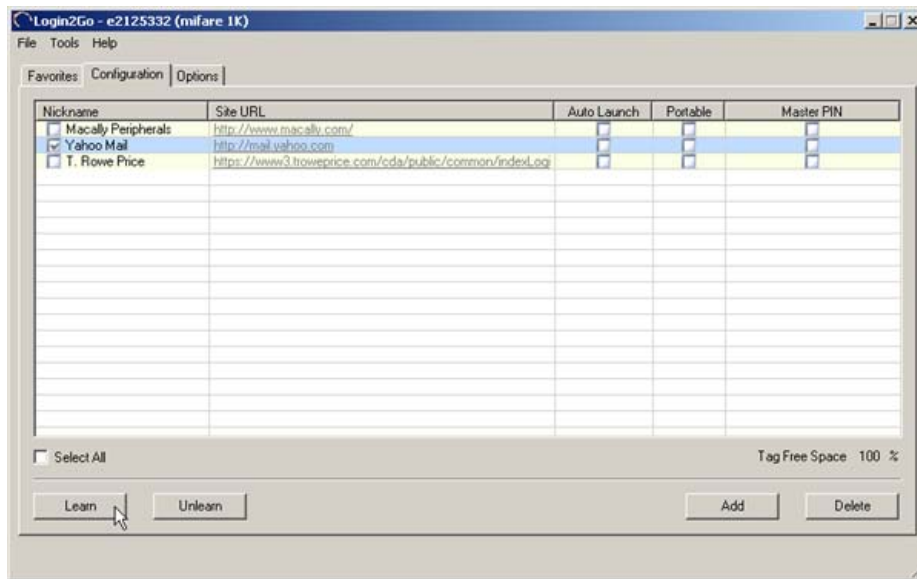 Login2Go - e2125332 (mifare 1K)
File Tools Help
Favorites Configuration Options
Nickname Site URL Auto Launch Portable Master PIN
Macally Peripherals http://www.macally.com/
Yahoo Mail http://mail.yahoo.com
T. Rowe Price https://www3.troweprice.com/cda/public/common/indexLogi
Select All Tag Free Space 100 %
Learn Unlearn Add Delete